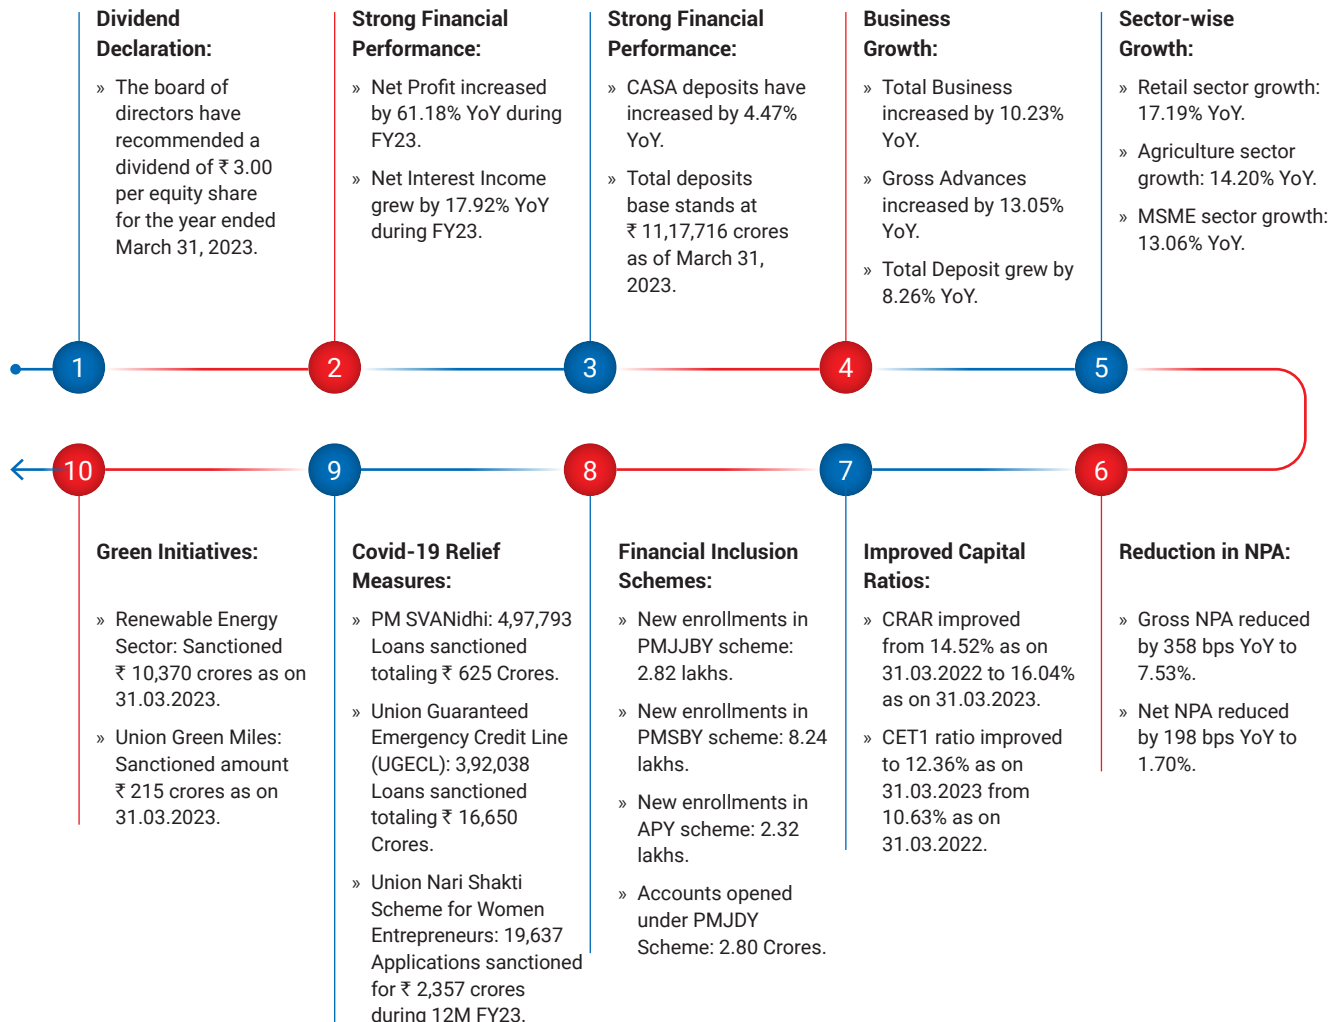 Dividend
Declaration:
» The board of
directors have
recommended a
dividend of ₹ 3.00
per equity share
for the year ended
March 31, 2023.
Strong Financial
Performance:
» Net Profit increased
by 61.18% YoY during
FY23.
» Net Interest Income
grew by 17.92% YoY
during FY23.
Strong Financial
Performance:
» CASA deposits have
increased by 4.47%
YoY.
» Total deposits
base stands at
₹ 11,17,716 crores
as of March 31,
2023.
Business
Growth:
» Total Business
increased by 10.23%
YoY.
» Gross Advances
increased by 13.05%
YoY.
» Total Deposit grew by
8.26% YoY.
Sector-wise
Growth:
» Retail sector growth:
17.19% YoY.
» Agriculture sector
growth: 14.20% YoY.
» MSME sector growth:
13.06% YoY.
1
2
3
4
5
10
9
8
7
6
Green Initiatives:
» Renewable Energy
Sector: Sanctioned
₹ 10,370 crores as on
31.03.2023.
» Union Green Miles:
Sanctioned amount
₹ 215 crores as on
31.03.2023.
Covid-19 Relief
Measures:
» PM SVANidhi: 4,97,793
Loans sanctioned
totaling ₹ 625 Crores.
» Union Guaranteed
Emergency Credit Line
(UGECL): 3,92,038
Loans sanctioned
totaling ₹ 16,650
Crores.
» Union Nari Shakti
Scheme for Women
Entrepreneurs: 19,637
Applications sanctioned
for ₹ 2,357 crores
during 12M FY23.
Financial Inclusion
Schemes:
» New enrollments in
PMJJBY scheme:
2.82 lakhs.
» New enrollments in
PMSBY scheme: 8.24
lakhs.
» New enrollments in
APY scheme: 2.32
lakhs.
» Accounts opened
under PMJDY
Scheme: 2.80 Crores.
Improved Capital
Ratios:
» CRAR improved
from 14.52% as on
31.03.2022 to 16.04%
as on 31.03.2023.
» CET1 ratio improved
to 12.36% as on
31.03.2023 from
10.63% as on
31.03.2022.
Reduction in NPA:
» Gross NPA reduced
by 358 bps YoY to
7.53%.
» Net NPA reduced
by 198 bps YoY to
1.70%.